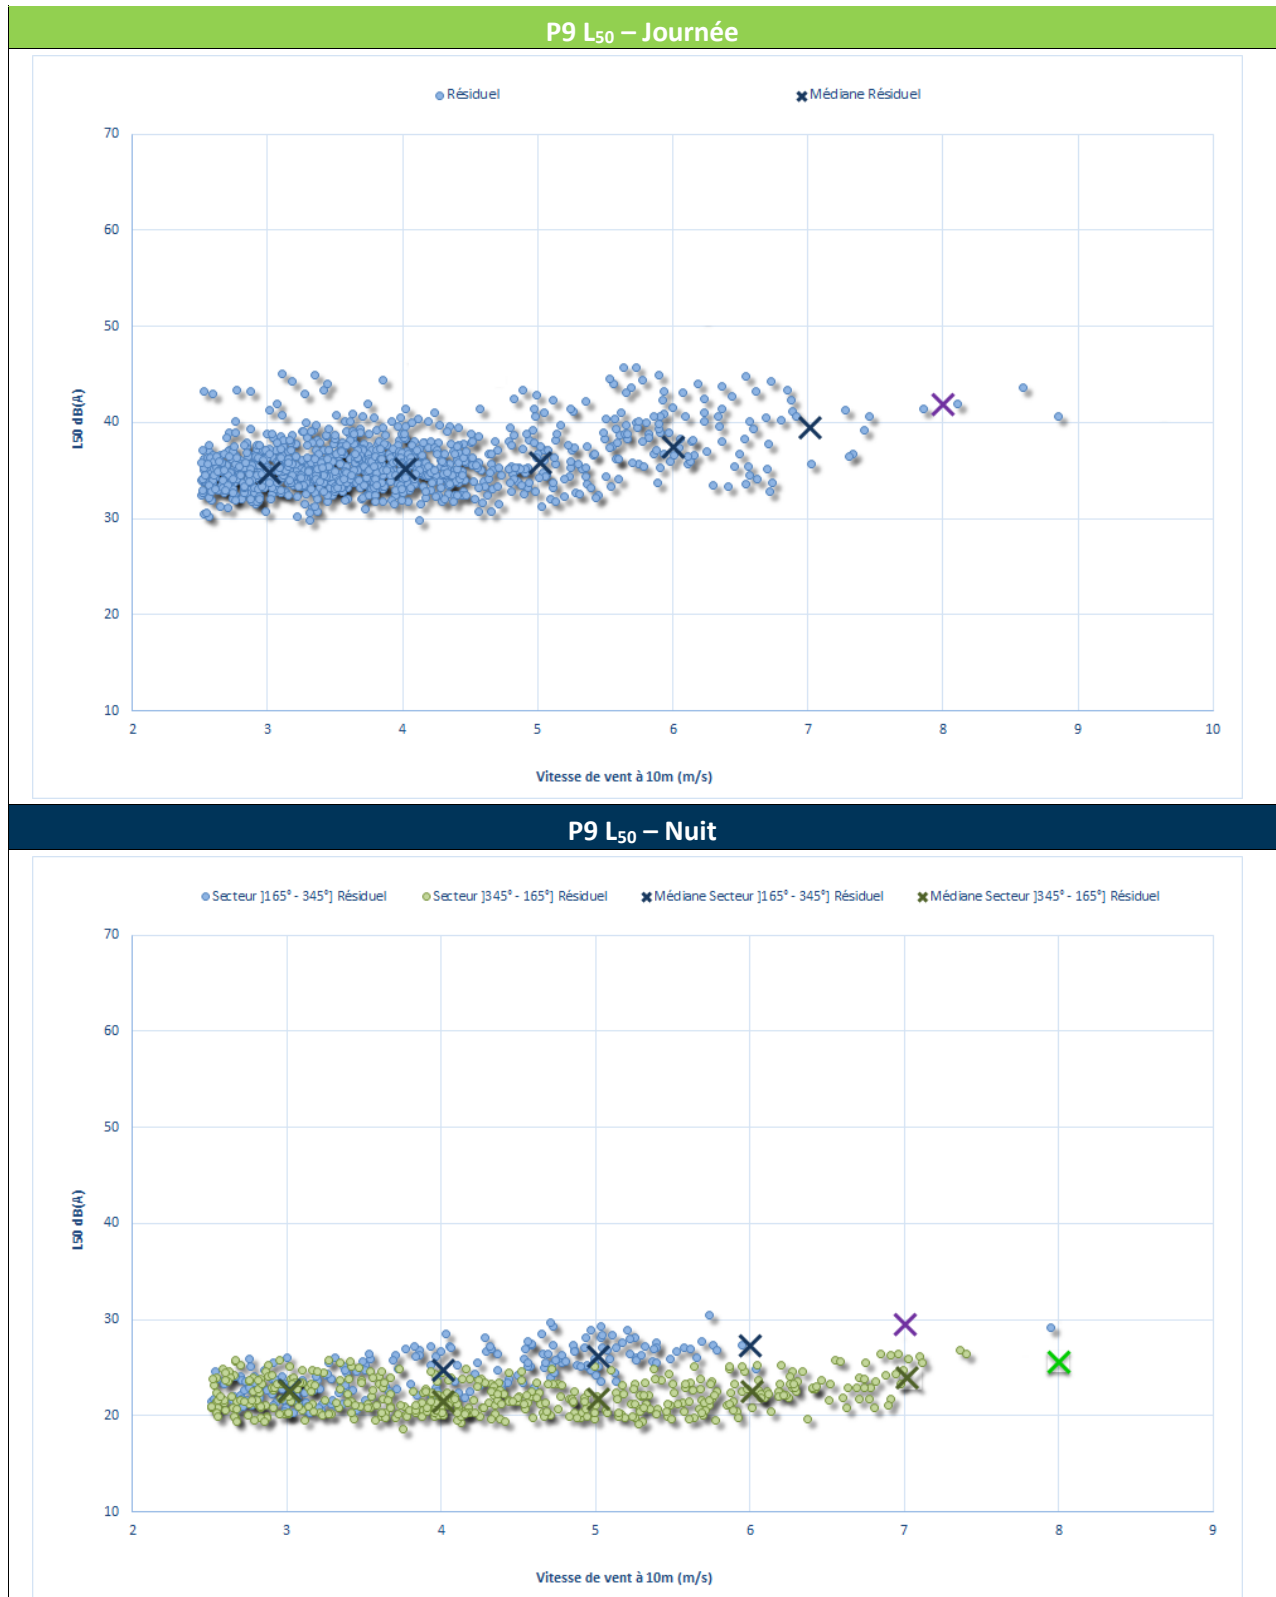 P9 L50 – Journée
Résiduel
Médiane Résiduel
70
60
50
40
30
20
10
L50 dB(A)
2 3 4 5 6 7 8 9 10
Vitesse de vent à 10m (m/s)
P9 L50 – Nuit
Secteur ]165° - 345°] Résiduel
Secteur ]345° - 165°] Résiduel
Médiane Secteur ]165° - 345°] Résiduel
Médiane Secteur ]345° - 165°] Résiduel
70
60
50
40
30
20
10
L50 dB(A)
2 3 4 5 6 7 8 9
Vitesse de vent à 10m (m/s)